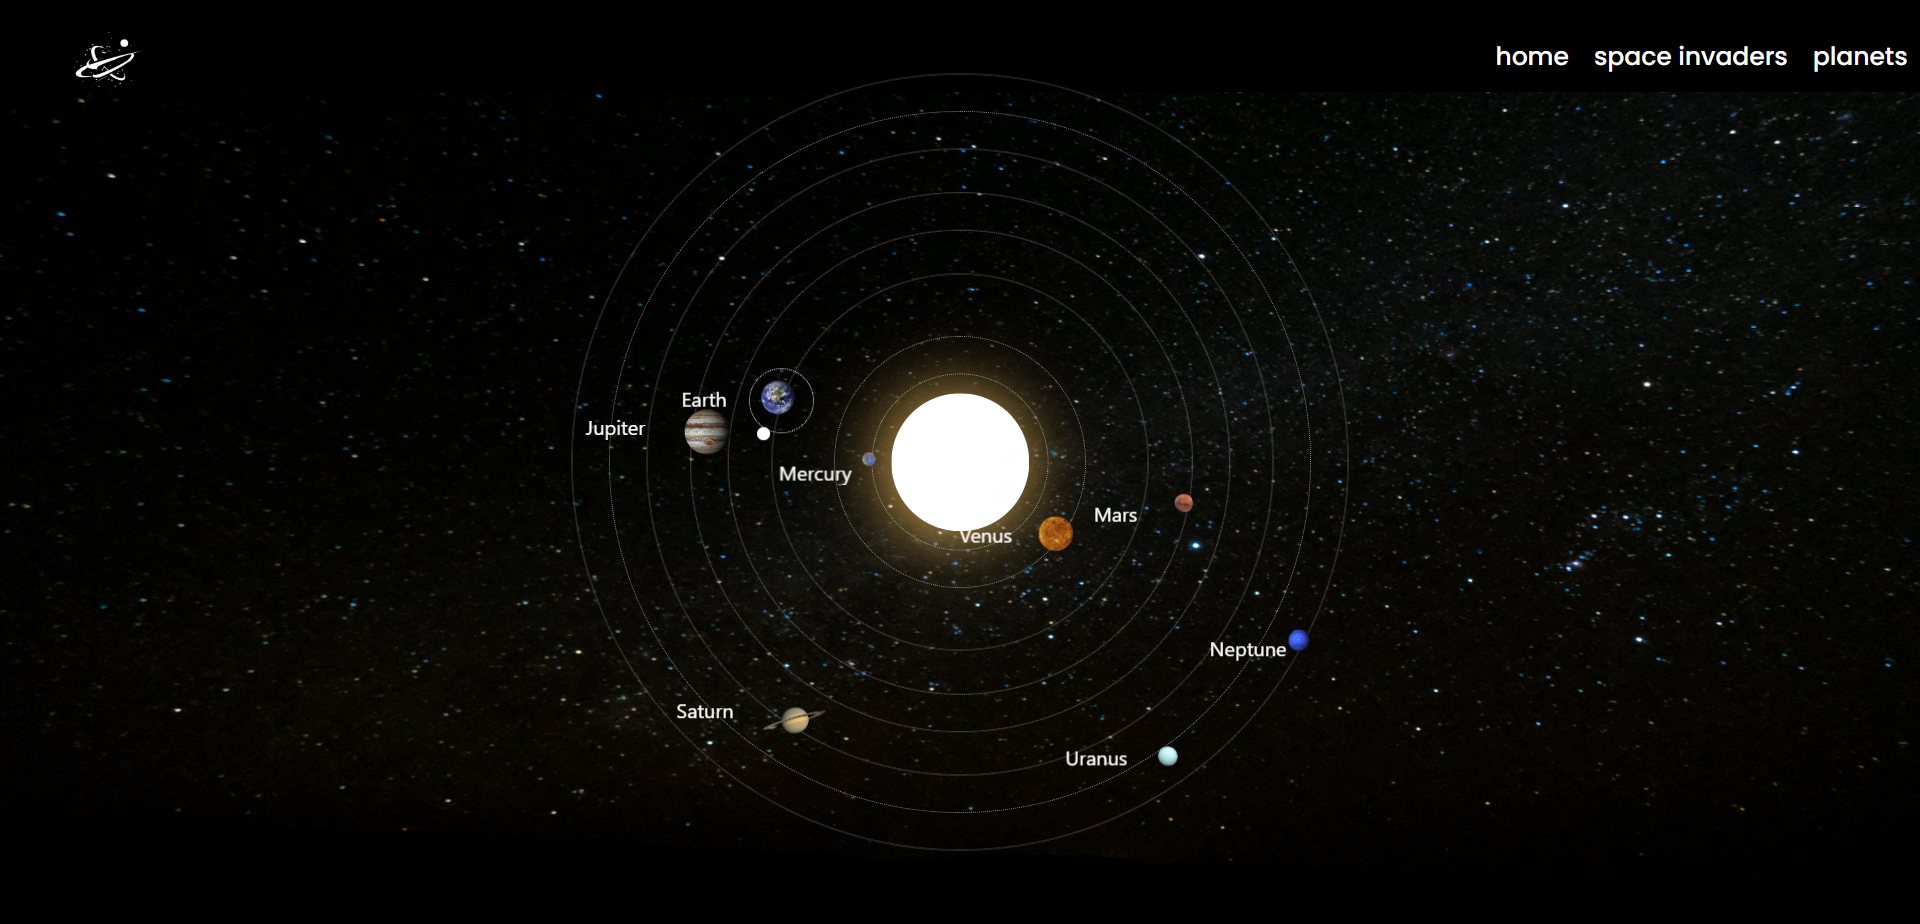 home space invaders planets
Earth
Jupiter
Mercury
Mars
Venus
Neptune
Saturn
Uranus